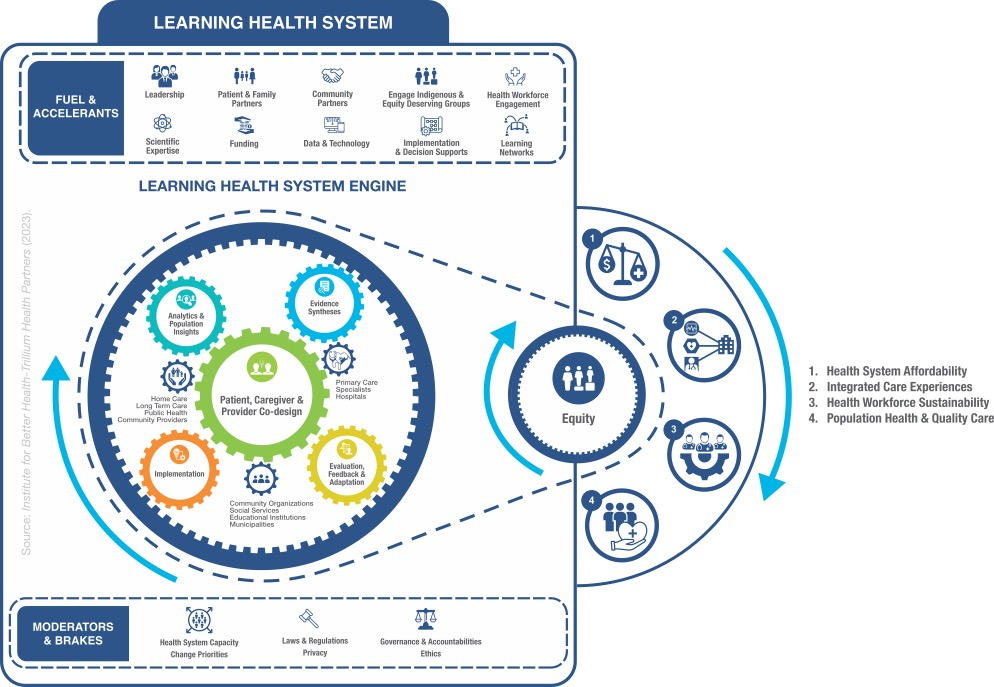 LEARNING HEALTH SYSTEM
FUEL &
ACCELERANTS
Leadership
Patient & Family
Partners
Community
Partners
Engage Indigenous &
Equity Deserving Groups
Health Workforce
Engagement
Scientific
Expertise
Funding
Data & Technology
Implementation
& Decision Supports
Learning
Networks
LEARNING HEALTH SYSTEM ENGINE
Source: Institute for Better Health-Trillium Health Partners (2023).
Analytics &
Population
Insights
Evidence
Syntheses
Home Care
Long Term Care
Public Health
Community Providers
Patient, Caregiver &
Provider Co-design
Primary Care
Specialists
Hospitals
Implementation
Evaluation,
Feedback &
Adaptation
Community Organizations
Social Services
Educational Institutions
Municipalities
Equity
1
$
2
3
4
1. Health System Affordability
2. Integrated Care Experiences
3. Health Workforce Sustainability
4. Population Health & Quality Care
MODERATORS
& BRAKES
Health System Capacity
Change Priorities
Laws & Regulations
Privacy
Governance & Accountabilities
Ethics